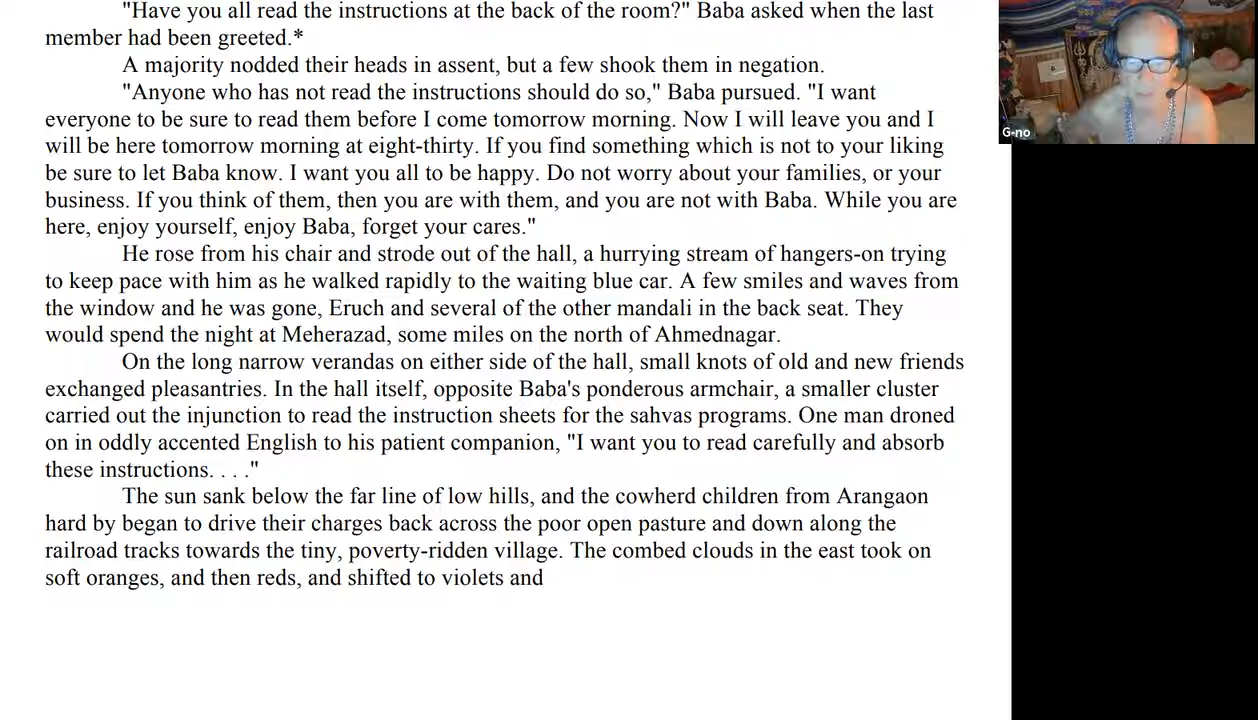 "Have you all read the instructions at the back of the room?" Baba asked when the last
member had been greeted.*
A majority nodded their heads in assent, but a few shook them in negation.
"Anyone who has not read the instructions should do so," Baba pursued. "I want
everyone to be sure to read them before I come tomorrow morning. Now I will leave you and I
will be here tomorrow morning at eight-thirty. If you find something which is not to your liking
be sure to let Baba know. I want you all to be happy. Do not worry about your families, or your
business. If you think of them, then you are with them, and you are not with Baba. While you are
here, enjoy yourself, enjoy Baba, forget your cares."
He rose from his chair and strode out of the hall, a hurrying stream of hangers-on trying
to keep pace with him as he walked rapidly to the waiting blue car. A few smiles and waves from
the window and he was gone, Eruch and several of the other mandali in the back seat. They
would spend the night at Meherazad, some miles on the north of Ahmednagar.
On the long narrow verandas on either side of the hall, small knots of old and new friends
exchanged pleasantries. In the hall itself, opposite Baba's ponderous armchair, a smaller cluster
carried out the injunction to read the instruction sheets for the sahvas programs. One man droned
on in oddly accented English to his patient companion, "I want you to read carefully and absorb
these instructions. . . ."
The sun sank below the far line of low hills, and the cowherd children from Arangaon
hard by began to drive their charges back across the poor open pasture and down along the
railroad tracks towards the tiny, poverty-ridden village. The combed clouds in the east took on
soft oranges, and then reds, and shifted to violets and
G-no